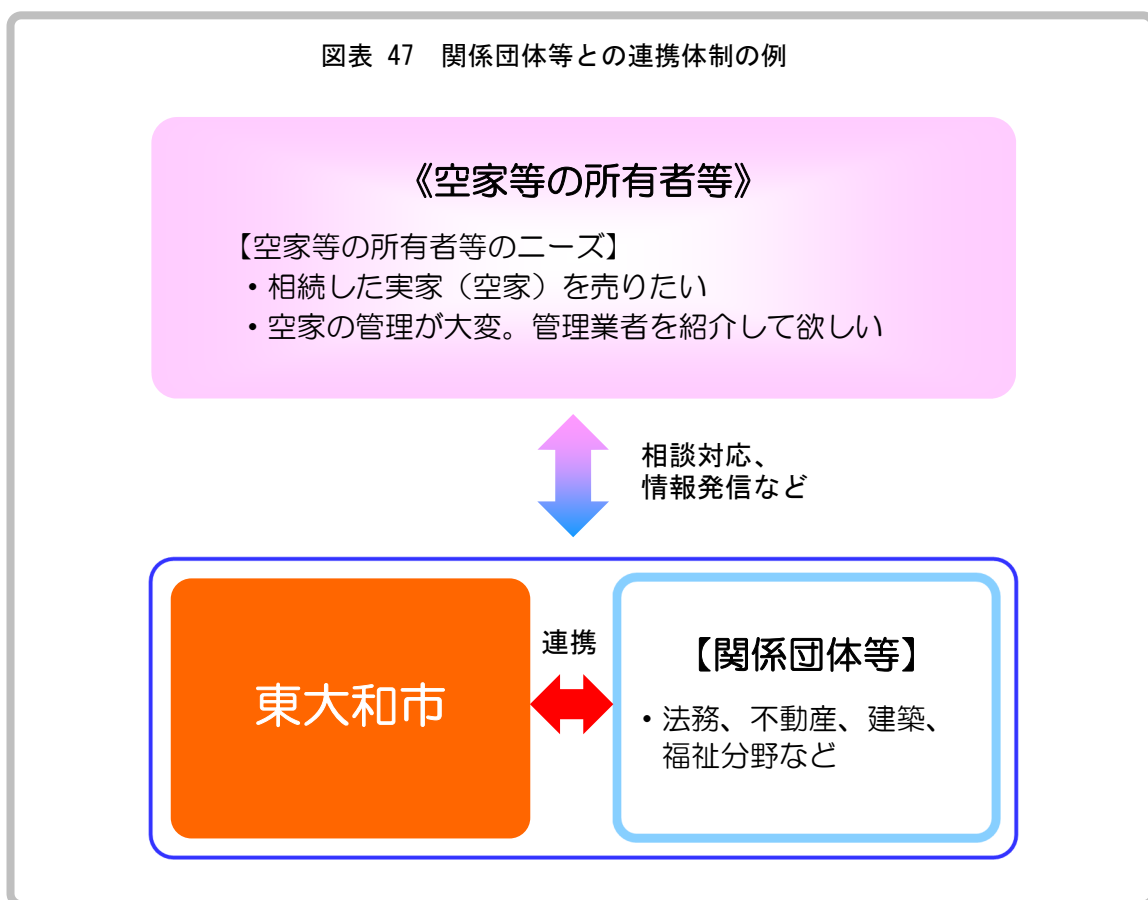 図表 47 関係団体等との連携体制の例
《空家等の所有者等》
【空家等の所有者等のニーズ】
・相続した実家（空家）を売りたい
・空家の管理が大変。管理業者を紹介して欲しい
相談対応、
情報発信など
東大和市
連携
【関係団体等】
・法務、不動産、建築、
福祉分野など